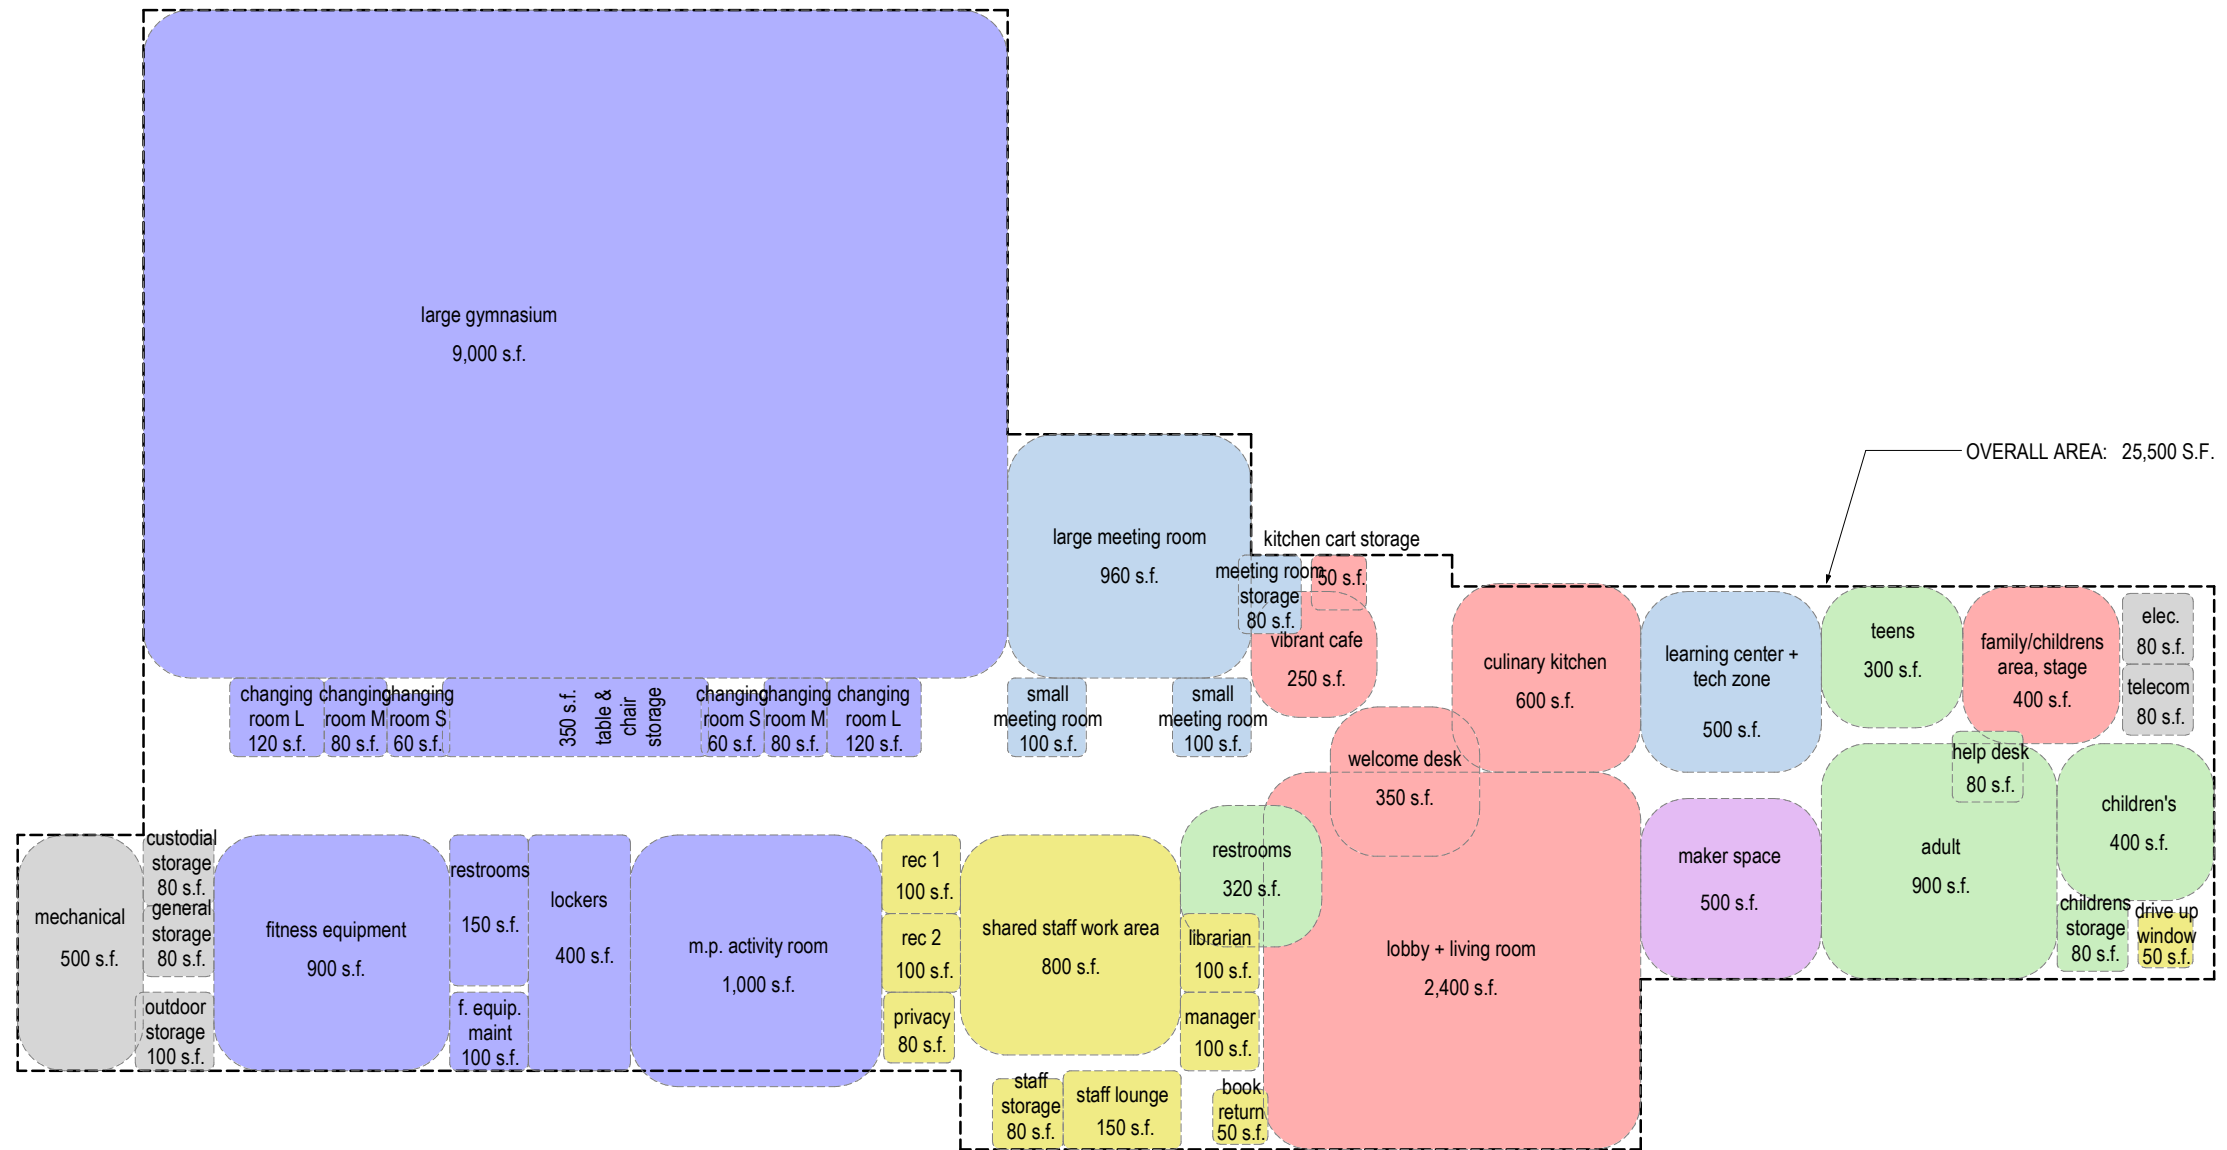 large gymnasium
9,000 s.f.
OVERALL AREA: 25,500 S.F.
large meeting room
960 s.f.
kitchen cart storage
50 s.f.
meeting room
storage
80 s.f.
vibrant cafe
250 s.f.
culinary kitchen
600 s.f.
learning center +
tech zone
500 s.f.
teens
300 s.f.
family/childrens
area, stage
400 s.f.
elec.
80 s.f.
telecom
80 s.f.
changing
room L
120 s.f.
changing
room M
80 s.f.
changing
room S
60 s.f.
350 s.f.
table &
chair
storage
changing
room S
60 s.f.
changing
room M
80 s.f.
changing
room L
120 s.f.
small
meeting room
100 s.f.
small
meeting room
100 s.f.
welcome desk
350 s.f.
help desk
80 s.f.
children's
400 s.f.
custodial
storage
80 s.f.
general
storage
80 s.f.
mechanical
500 s.f.
outdoor
storage
100 s.f.
fitness equipment
900 s.f.
restrooms
150 s.f.
f. equip.
maint
100 s.f.
lockers
400 s.f.
m.p. activity room
1,000 s.f.
rec 1
100 s.f.
rec 2
100 s.f.
privacy
80 s.f.
shared staff work area
800 s.f.
restrooms
320 s.f.
librarian
100 s.f.
manager
100 s.f.
lobby + living room
2,400 s.f.
maker space
500 s.f.
adult
900 s.f.
childrens
storage
80 s.f.
drive up
window
50 s.f.
staff
storage
80 s.f.
staff lounge
150 s.f.
book
return
50 s.f.